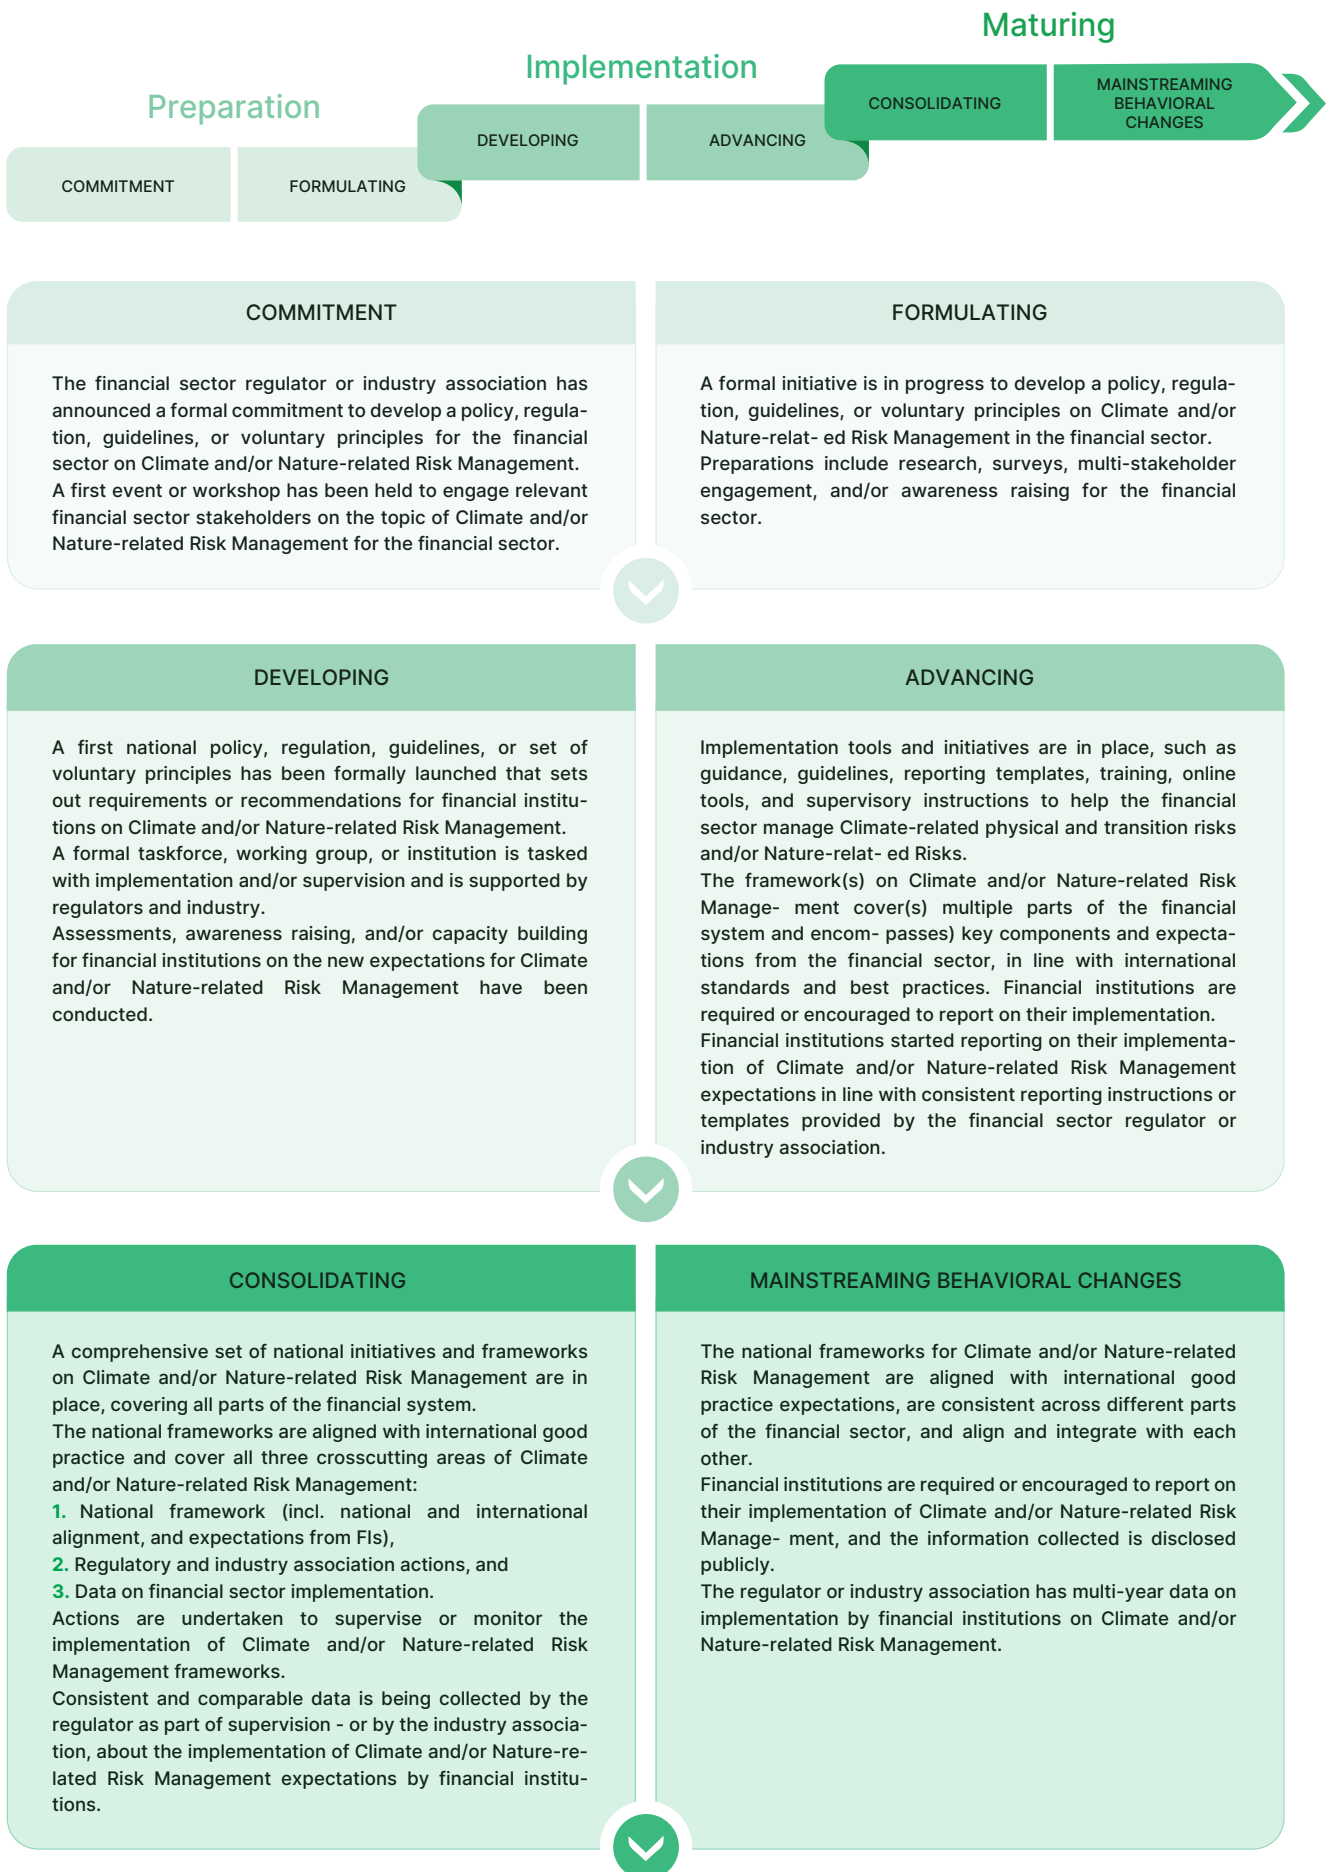 Maturing
Implementation
Preparation
CONSOLIDATING
MAINSTREAMING
BEHAVIORAL
CHANGES
DEVELOPING
ADVANCING
COMMITMENT
FORMULATING
COMMITMENT
The financial sector regulator or industry association has
announced a formal commitment to develop a policy, regula-
tion, guidelines, or voluntary principles for the financial
sector on Climate and/or Nature-related Risk Management.
A first event or workshop has been held to engage relevant
financial sector stakeholders on the topic of Climate and/or
Nature-related Risk Management for the financial sector.
FORMULATING
A formal initiative is in progress to develop a policy, regula-
tion, guidelines, or voluntary principles on Climate and/or
Nature-relat- ed Risk Management in the financial sector.
Preparations include research, surveys, multi-stakeholder
engagement, and/or awareness raising for the financial
sector.
DEVELOPING
A first national policy, regulation, guidelines, or set of
voluntary principles has been formally launched that sets
out requirements or recommendations for financial institu-
tions on Climate and/or Nature-related Risk Management.
A formal taskforce, working group, or institution is tasked
with implementation and/or supervision and is supported by
regulators and industry.
Assessments, awareness raising, and/or capacity building
for financial institutions on the new expectations for Climate
and/or Nature-related Risk Management have been
conducted.
ADVANCING
Implementation tools and initiatives are in place, such as
guidance, guidelines, reporting templates, training, online
tools, and supervisory instructions to help the financial
sector manage Climate-related physical and transition risks
and/or Nature-relat- ed Risks.
The framework(s) on Climate and/or Nature-related Risk
Manage- ment cover(s) multiple parts of the financial
system and encom- passes) key components and expecta-
tions from the financial sector, in line with international
standards and best practices. Financial institutions are
required or encouraged to report on their implementation.
Financial institutions started reporting on their implementa-
tion of Climate and/or Nature-related Risk Management
expectations in line with consistent reporting instructions or
templates provided by the financial sector regulator or
industry association.
CONSOLIDATING
A comprehensive set of national initiatives and frameworks
on Climate and/or Nature-related Risk Management are in
place, covering all parts of the financial system.
The national frameworks are aligned with international good
practice and cover all three crosscutting areas of Climate
and/or Nature-related Risk Management:
1. National framework (incl. national and international
alignment, and expectations from FIs),
2. Regulatory and industry association actions, and
3. Data on financial sector implementation.
Actions are undertaken to supervise or monitor the
implementation of Climate and/or Nature-related Risk
Management frameworks.
Consistent and comparable data is being collected by the
regulator as part of supervision - or by the industry associa-
tion, about the implementation of Climate and/or Nature-re-
lated Risk Management expectations by financial institu-
tions.
MAINSTREAMING BEHAVIORAL CHANGES
The national frameworks for Climate and/or Nature-related
Risk Management are aligned with international good
practice expectations, are consistent across different parts
of the financial sector, and align and integrate with each
other.
Financial institutions are required or encouraged to report on
their implementation of Climate and/or Nature-related Risk
Manage- ment, and the information collected is disclosed
publicly.
The regulator or industry association has multi-year data on
implementation by financial institutions on Climate and/or
Nature-related Risk Management.